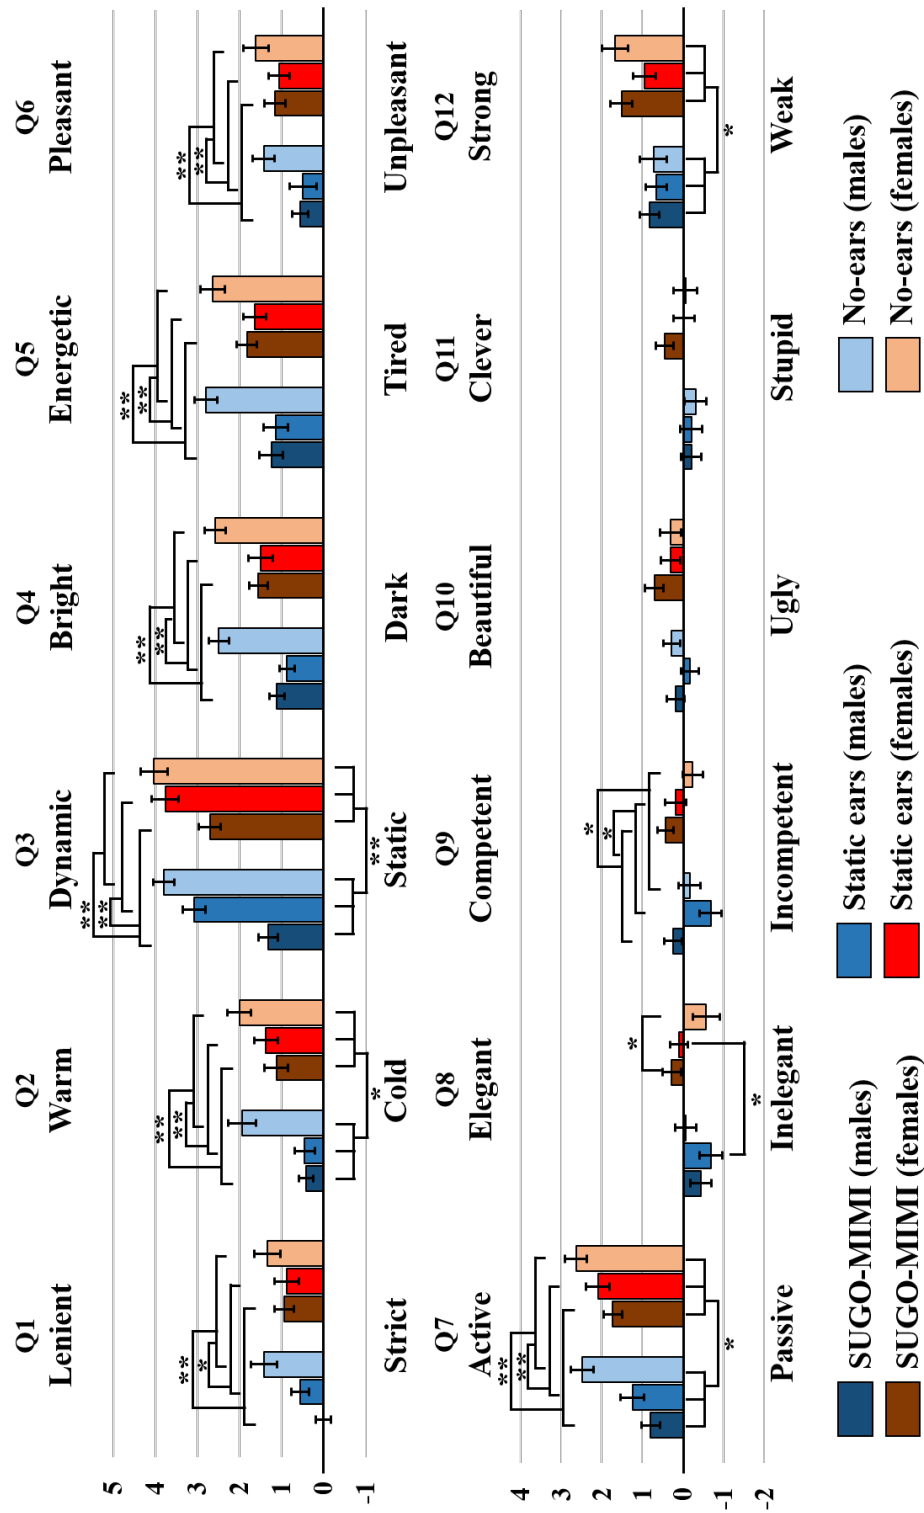 Q1 Q2 Q3 Q4 Q5 Q6
Lenient Warm Dynamic Bright Energetic Pleasant
5
4
3
2
1
0
-1
** * ** ** ** ** ** ** ** ** ** **
* **
Strict Cold Static Dark Tired Unpleasant
Q7 Q8 Q9 Q10 Q11 Q12
Active Elegant Competent Beautiful Clever Strong
4
3
2
1
0
-1
-2
** ** * * *
* * *
Passive Inelegant Incompetent Ugly Stupid Weak
SUGO-MIMI (males) Static ears (males) No-ears (males)
SUGO-MIMI (females) Static ears (females) No-ears (females)